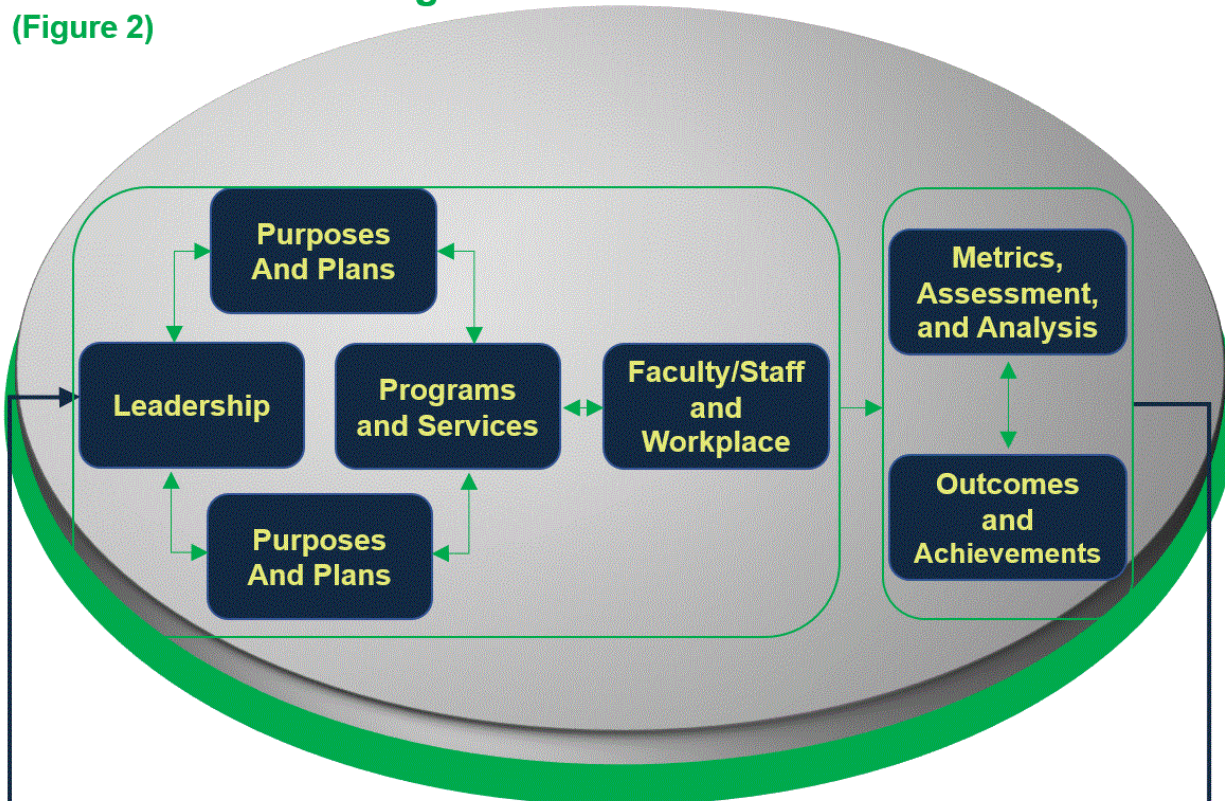 (Figure 2)
Purposes
And Plans
Leadership
Programs
and Services
Faculty/Staff
and
Workplace
Purposes
And Plans
Metrics,
Assessment,
and Analysis
Outcomes
and
Achievements